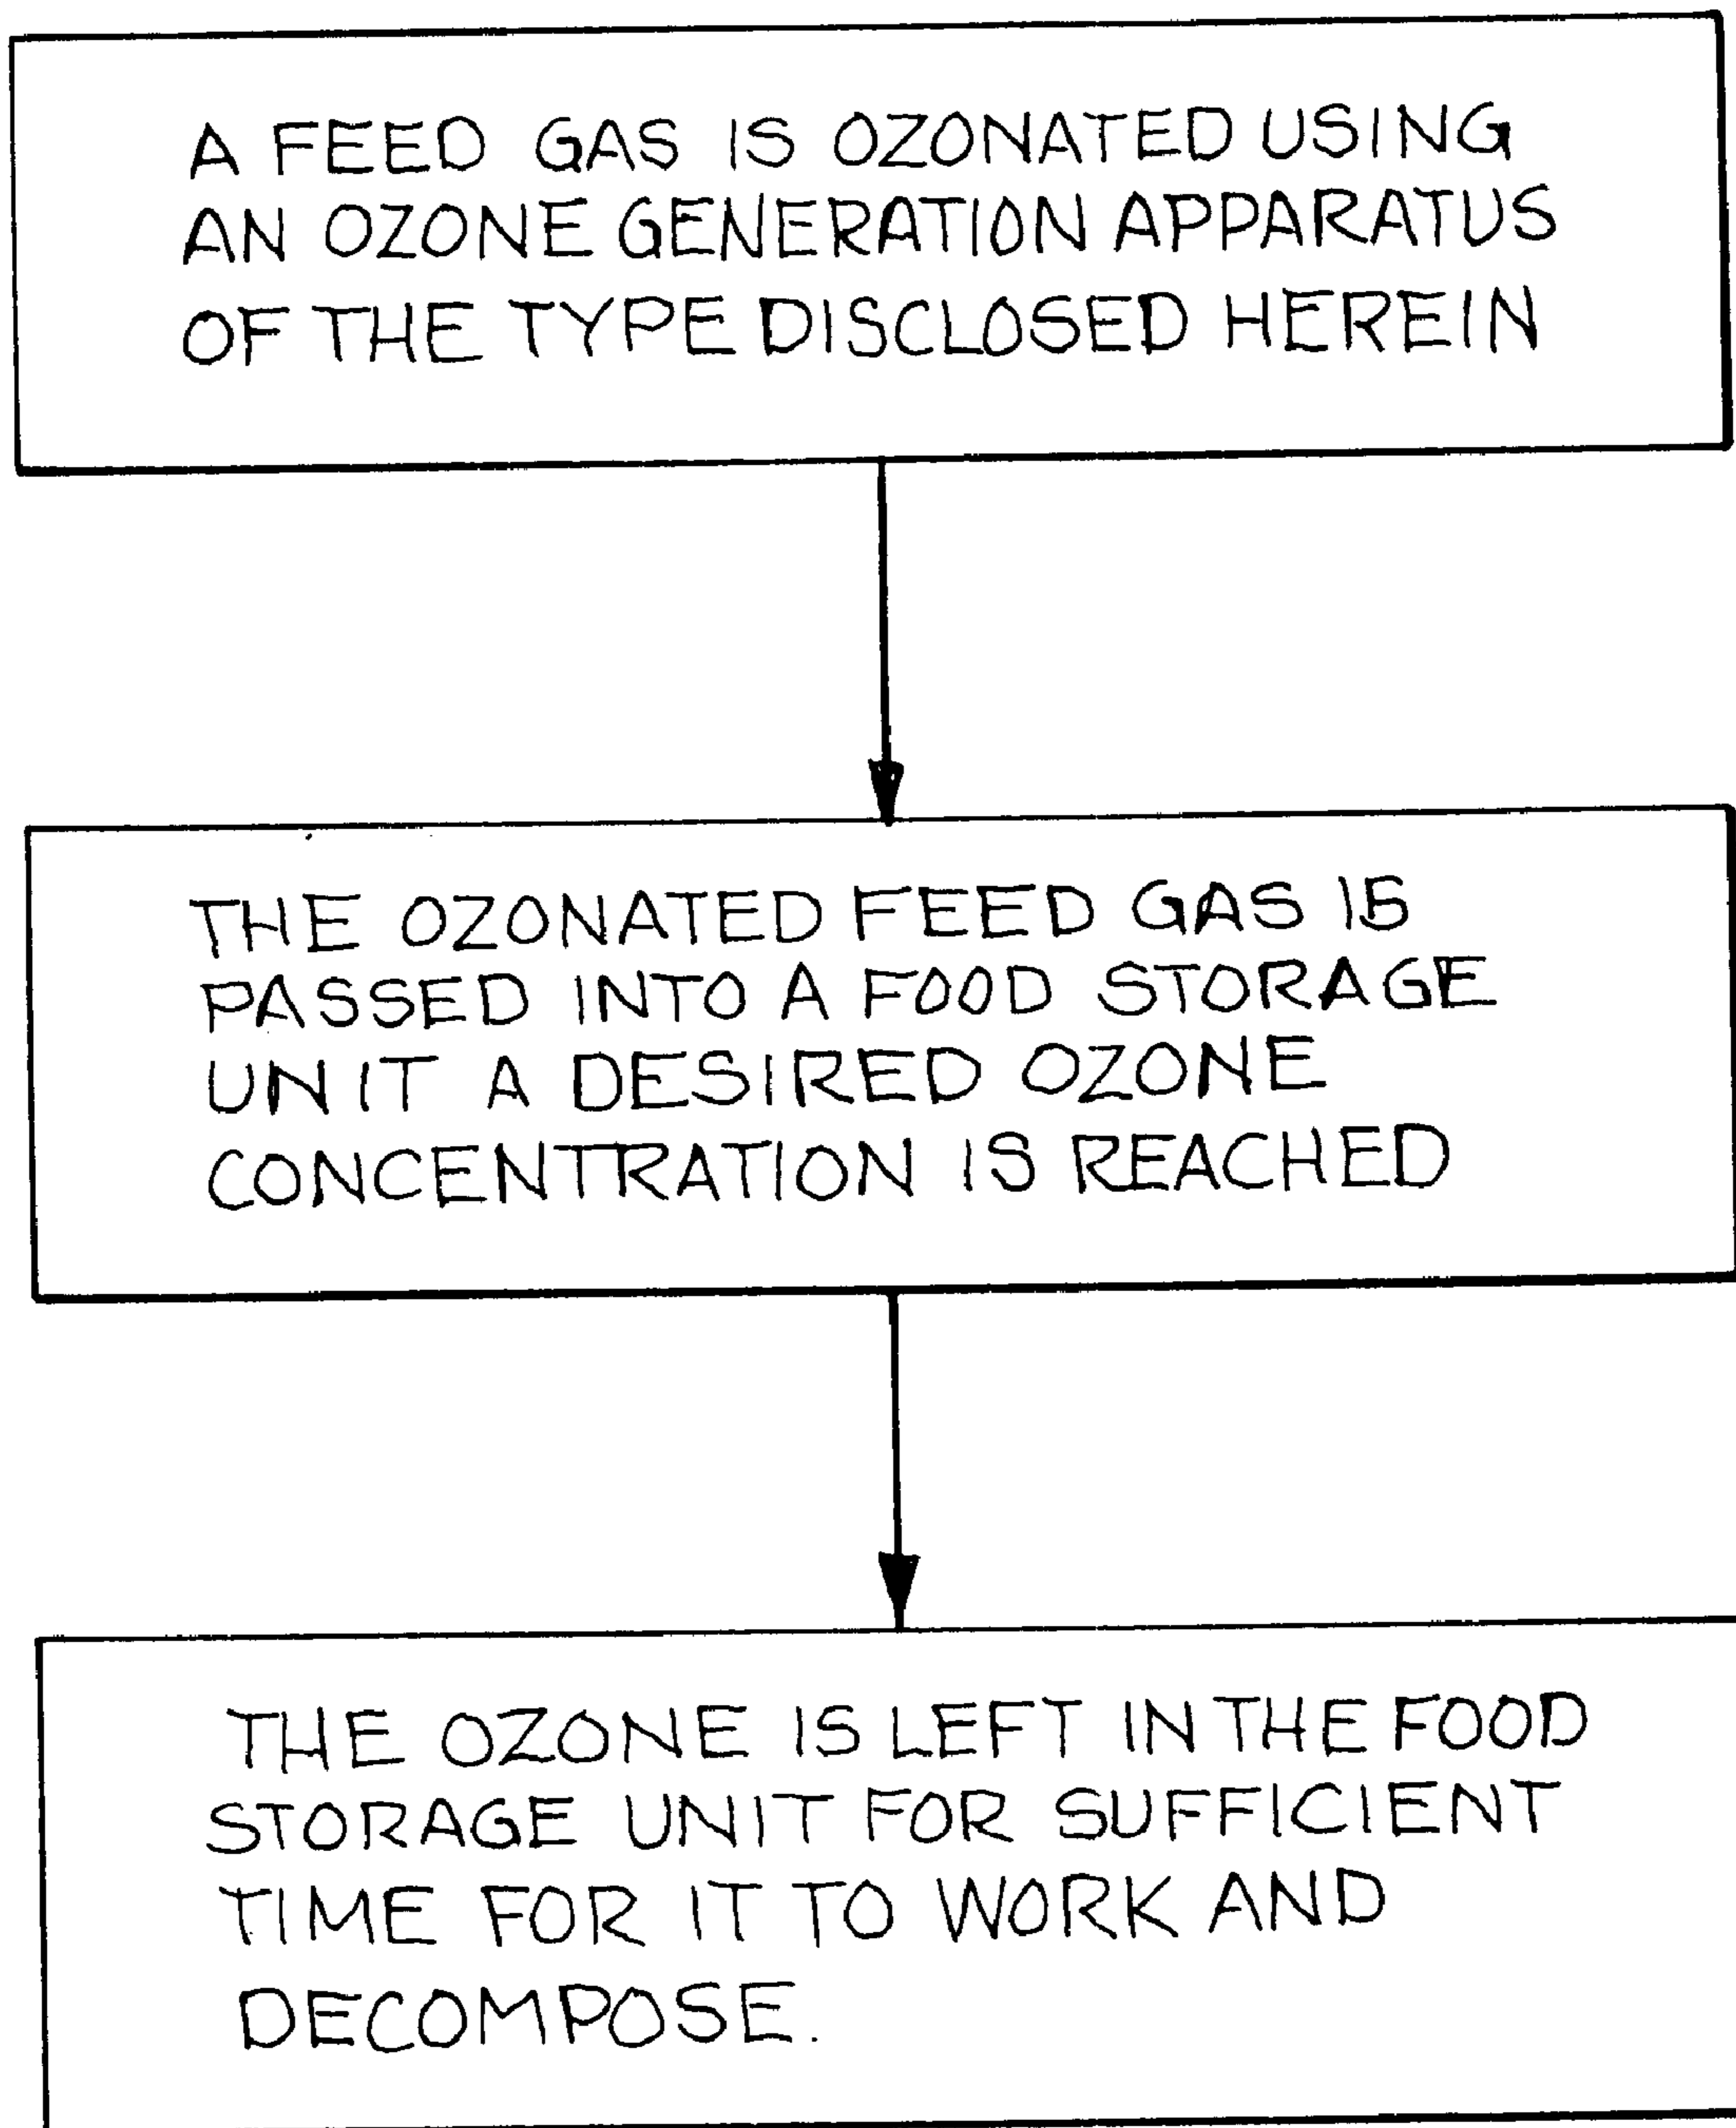 A FEED GAS IS OZONATED USING
AN OZONE GENERATION APPARATUS
OF THE TYPE DISCLOSED HEREIN
THE OZONATED FEED GAS IS
PASSED INTO A FOOD STORAGE
UNIT A DESIRED OZONE
CONCENTRATION IS REACHED
THE OZONE IS LEFT IN THE FOOD
STORAGE UNIT FOR SUFFICIENT
TIME FOR IT TO WORK AND
DECOMPOSE.